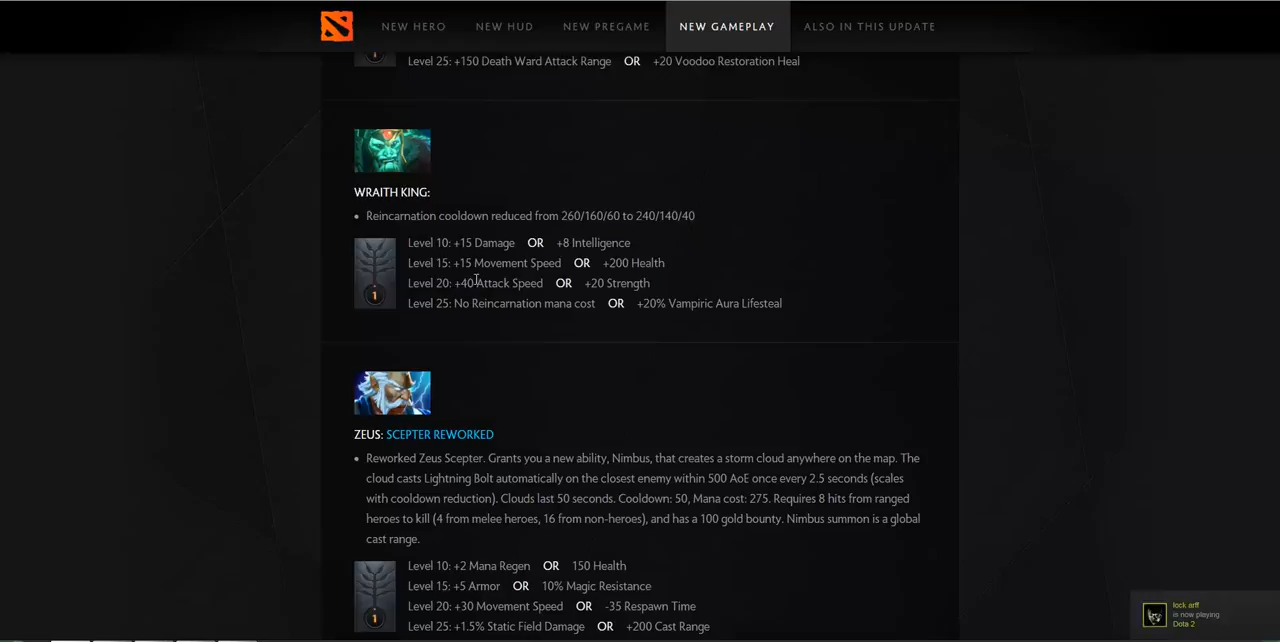 NEW HERO NEW HUD NEW PREGAME NEW GAMEPLAY ALSO IN THIS UPDATE
1 Level 25: +150 Death Ward Attack Range OR +20 Voodoo Restoration Heal
WRAITH KING:
• Reincarnation cooldown reduced from 260/160/60 to 240/140/40
Level 10: +15 Damage OR +8 Intelligence
Level 15: +15 Movement Speed OR +200 Health
Level 20: +40 Attack Speed OR +20 Strength
1
Level 25: No Reincarnation mana cost OR +20% Vampiric Aura Lifesteal
ZEUS: SCEPTER REWORKED
• Reworked Zeus Scepter. Grants you a new ability, Nimbus, that creates a storm cloud anywhere on the map. The
cloud casts Lightning Bolt automatically on the closest enemy within 500 AoE once every 2.5 seconds (scales
with cooldown reduction). Clouds last 50 seconds. Cooldown: 50, Mana cost: 275. Requires 8 hits from ranged
heroes to kill (4 from melee heroes, 16 from non-heroes), and has a 100 gold bounty. Nimbus summon is a global
cast range.
Level 10: +2 Mana Regen OR 150 Health
Level 15: +5 Armor OR 10% Magic Resistance
Level 20: +30 Movement Speed OR -35 Respawn Time
1
Level 25: +1.5% Static Field Damage OR +200 Cast Range
lock arff
is now playing
Dota 2